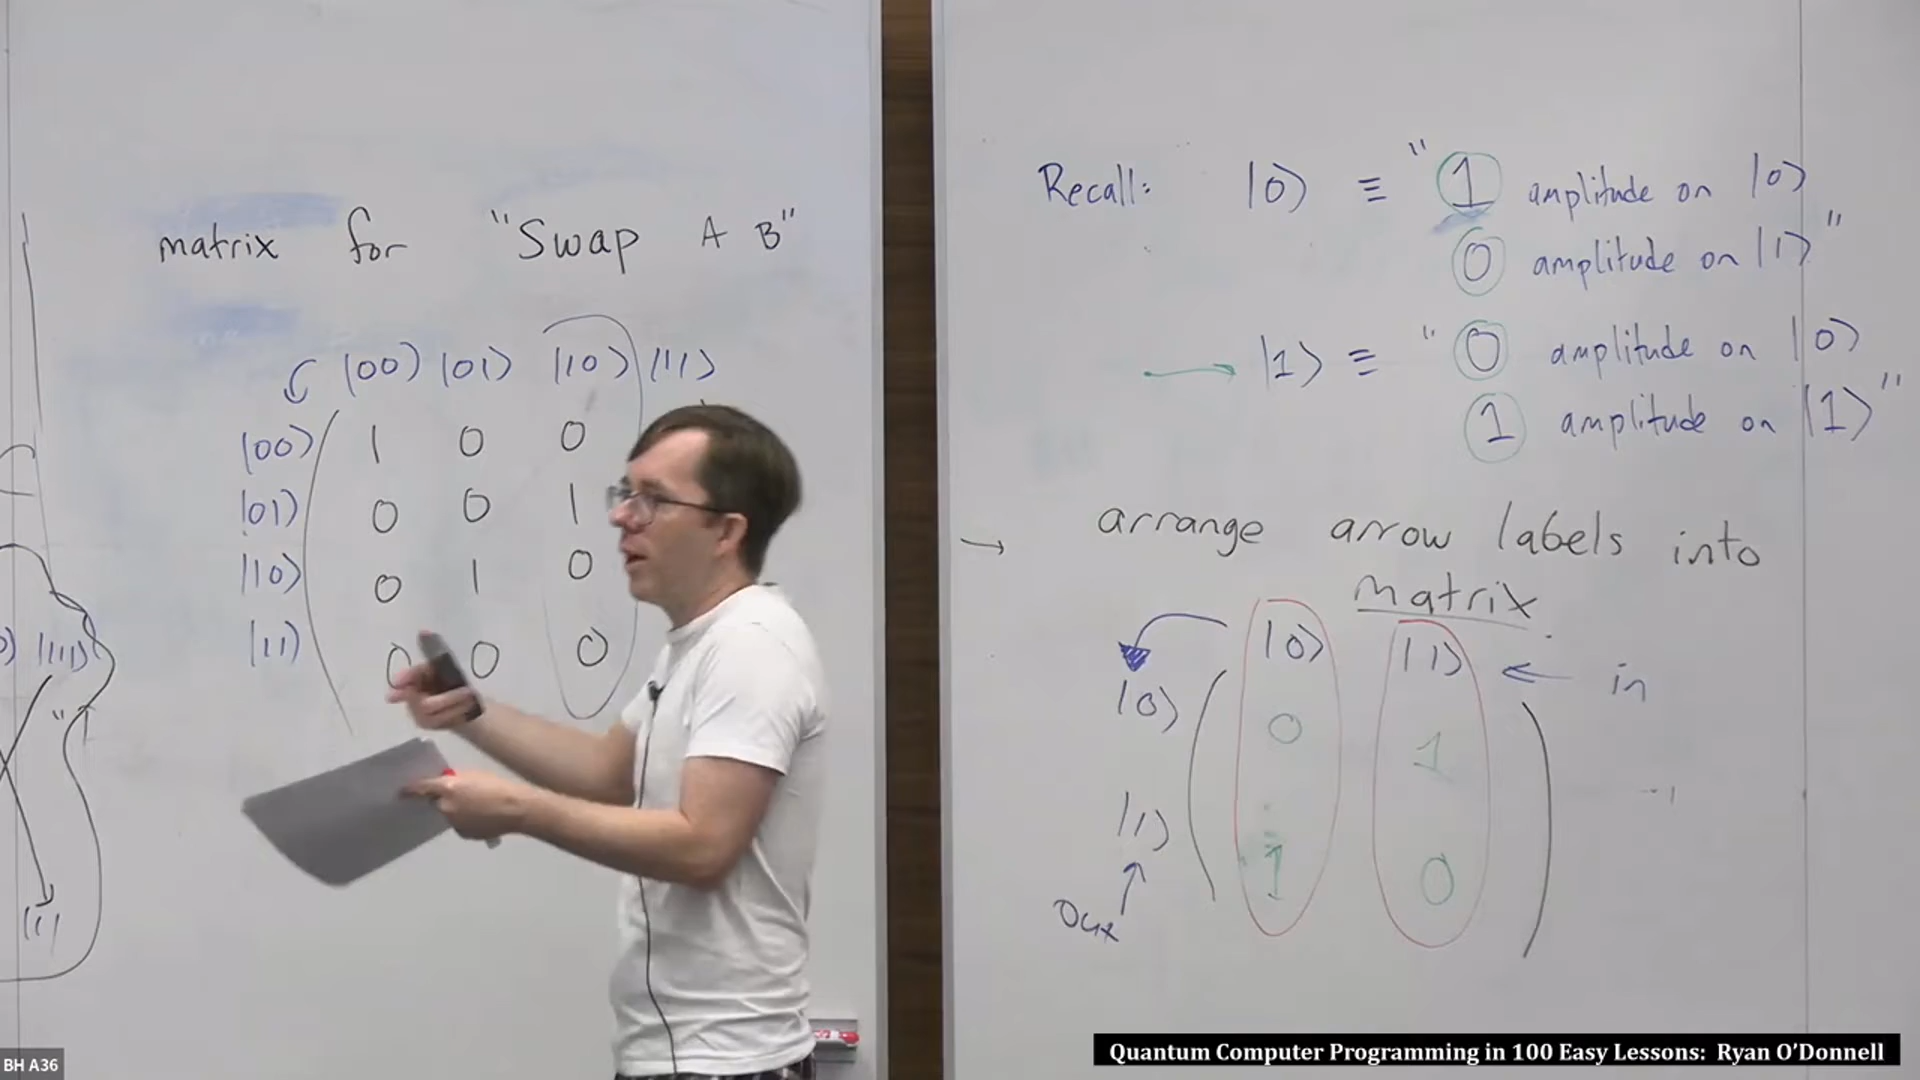 matrix for "Swap A B"
|00⟩ |01⟩ |10⟩ |11⟩
|00⟩ 1 0 0
|01⟩ 0 0 1
|10⟩ 0 1 0
|11⟩ 0 0 0
Recall: |0⟩ ≡ "1 amplitude on |0⟩
0 amplitude on |1⟩"
→ |1⟩ ≡ "0 amplitude on |0⟩
1 amplitude on |1⟩"
→ arrange arrow labels into
matrix
|0⟩ |1⟩ ← in
|0⟩ 0 1
|1⟩ 1 0
out
BH A36
Quantum Computer Programming in 100 Easy Lessons: Ryan O'Donnell